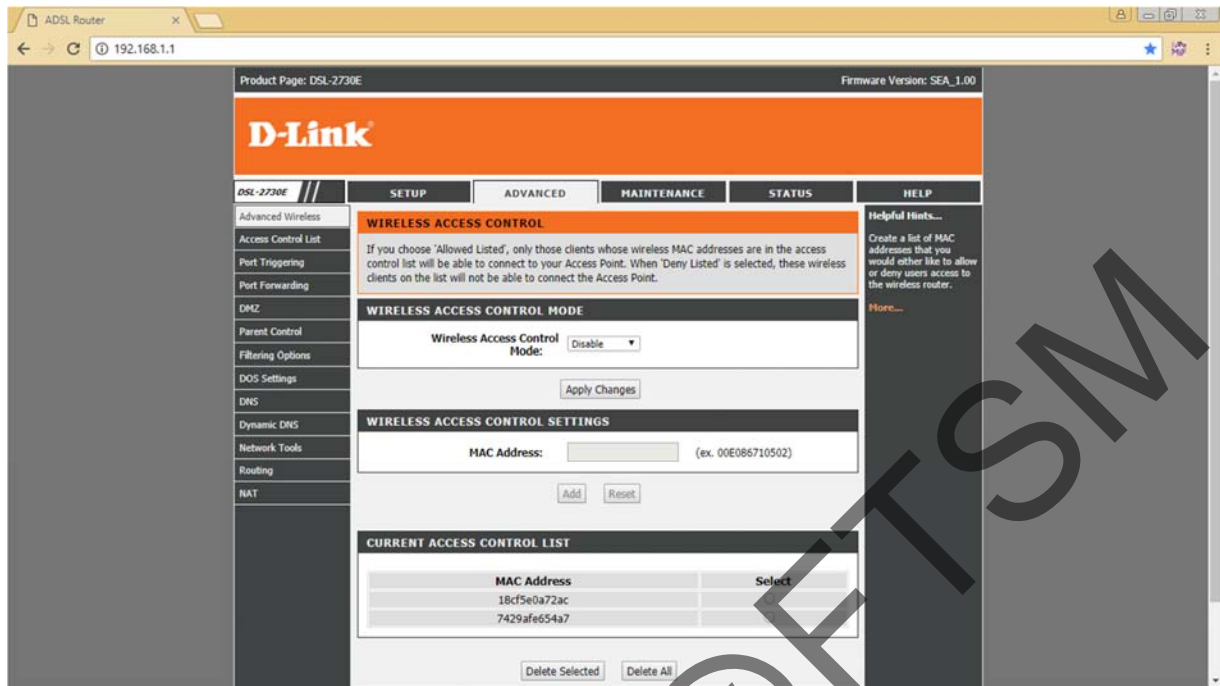 ADSL Router
192.168.1.1
Product Page: DSL-2730E
Firmware Version: SEA_1.00
D-Link
DSL-2730E
SETUP
ADVANCED
MAINTENANCE
STATUS
HELP
Advanced Wireless
Access Control List
Port Triggering
Port Forwarding
DMZ
Parent Control
Filtering Options
DOS Settings
DNS
Dynamic DNS
Network Tools
Routing
NAT
WIRELESS ACCESS CONTROL
If you choose 'Allowed Listed', only those clients whose wireless MAC addresses are in the access
control list will be able to connect to your Access Point. When 'Deny Listed' is selected, these wireless
clients on the list will not be able to connect the Access Point.
WIRELESS ACCESS CONTROL MODE
Wireless Access Control
Mode:
Disable
Apply Changes
WIRELESS ACCESS CONTROL SETTINGS
MAC Address:
(ex. 00E086710502)
Add
Reset
CURRENT ACCESS CONTROL LIST
MAC Address
Select
18cf5e0a72ac
7429afe654a7
Delete Selected
Delete All
Helpful Hints...
Create a list of MAC
addresses that you
would either like to allow
or deny users access to
the wireless router.
More...
FTSM